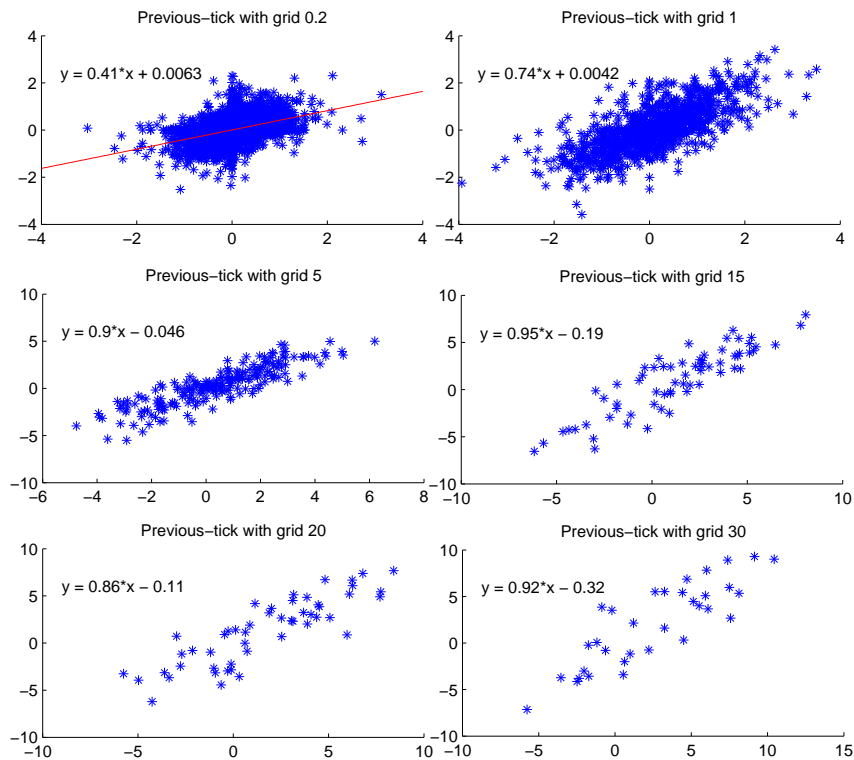 Previous−tick with grid 0.2
y = 0.41*x + 0.0063
4
2
0
−2
−4
−4 −2 0 2 4
Previous−tick with grid 1
y = 0.74*x + 0.0042
4
2
0
−2
−4
−4 −2 0 2 4
Previous−tick with grid 5
y = 0.9*x − 0.046
10
5
0
−5
−10
−6 −4 −2 0 2 4 6 8
Previous−tick with grid 15
y = 0.95*x − 0.19
10
5
0
−5
−10
−10 −5 0 5 10
Previous−tick with grid 20
y = 0.86*x − 0.11
10
5
0
−5
−10
−10 −5 0 5 10
Previous−tick with grid 30
y = 0.92*x − 0.32
10
5
0
−5
−10
−10 −5 0 5 10 15